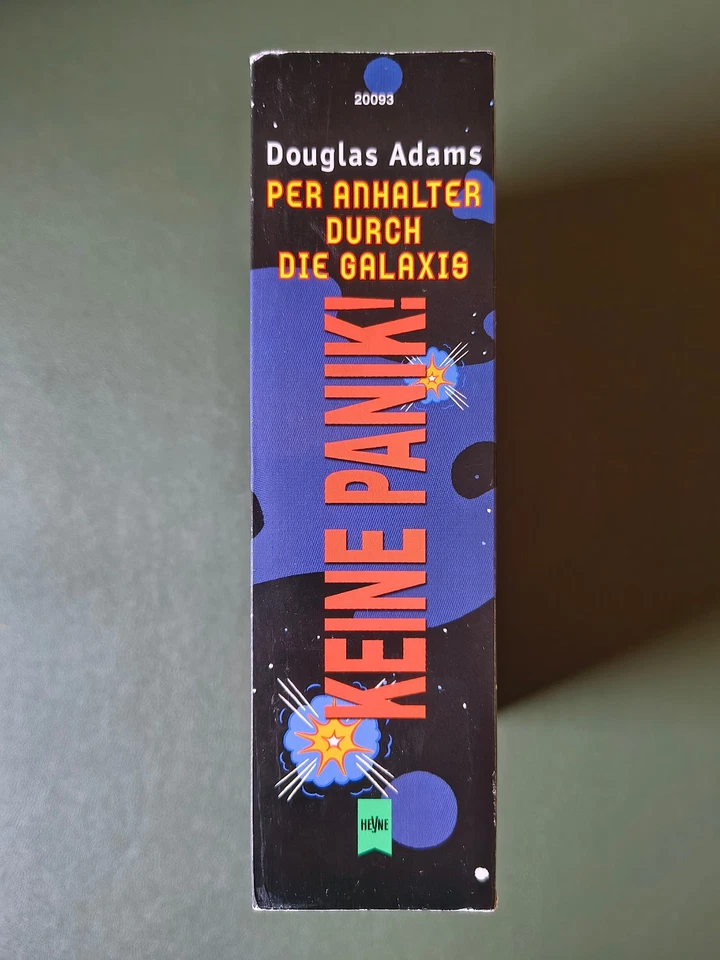 20093
Douglas Adams
PER ANHALTER
DURCH
DIE GALAXIS
KEINE PANIK!
HEYNE